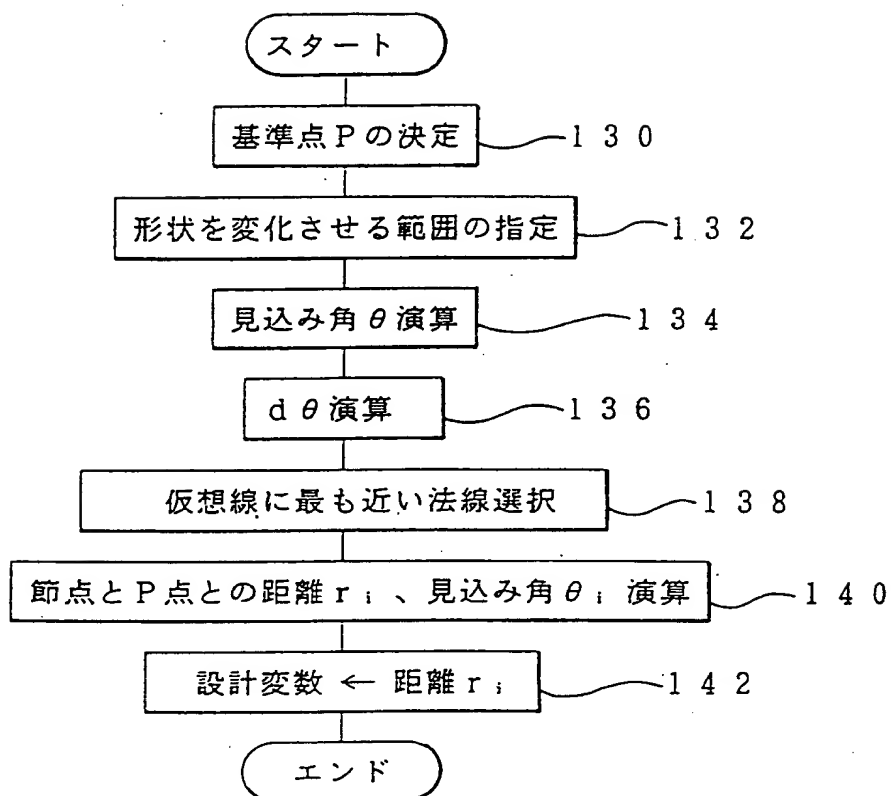 スタート
基準点Pの決定 130
形状を変化させる範囲の指定 132
見込み角θ演算 134
dθ演算 136
仮想線に最も近い法線選択 138
節点とP点との距離rᵢ、見込み角θᵢ演算 140
設計変数 ← 距離rᵢ 142
エンド